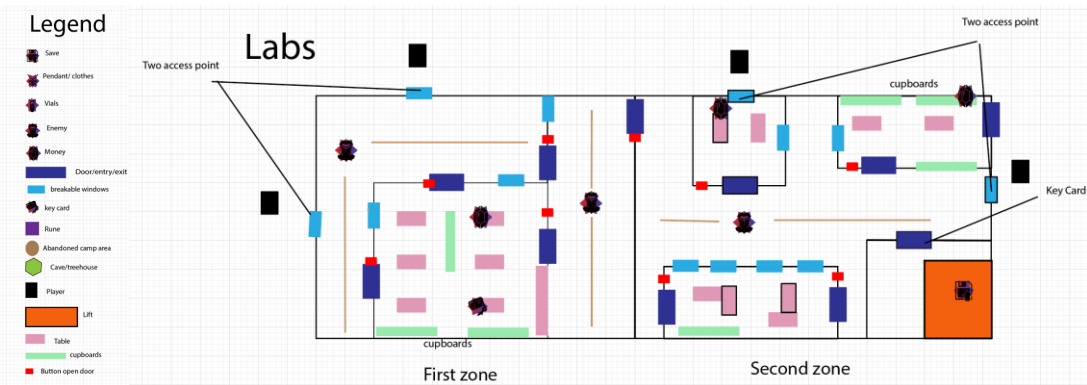 Legend
Save
Pendant/ clothes
Vials
Enemy
Money
Door/entry/exit
breakable windows
key card
Rune
Abandoned camp area
Cave/treehouse
Player
Lift
Table
cupboards
Button open door
Labs
Two access point
Two access point
cupboards
Key Card
cupboards
First zone
Second zone